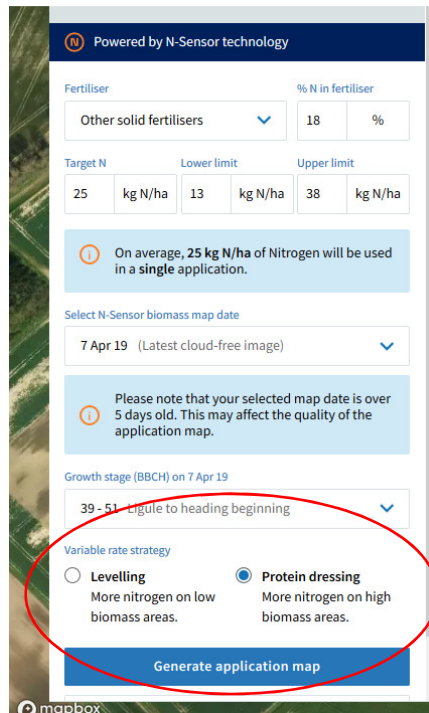 N Powered by N-Sensor technology
Fertiliser % N in fertiliser
Other solid fertilisers 18 %
Target N Lower limit Upper limit
25 kg N/ha 13 kg N/ha 38 kg N/ha
i On average, 25 kg N/ha of Nitrogen will be used
in a single application.
Select N-Sensor biomass map date
7 Apr 19 (Latest cloud-free image)
Please note that your selected map date is over
i 5 days old. This may affect the quality of the
application map.
Growth stage (BBCH) on 7 Apr 19
39 - 51 Ligule to heading beginning
Variable rate strategy
Levelling Protein dressing
More nitrogen on low More nitrogen on high
biomass areas. biomass areas.
Generate application map
mapbox